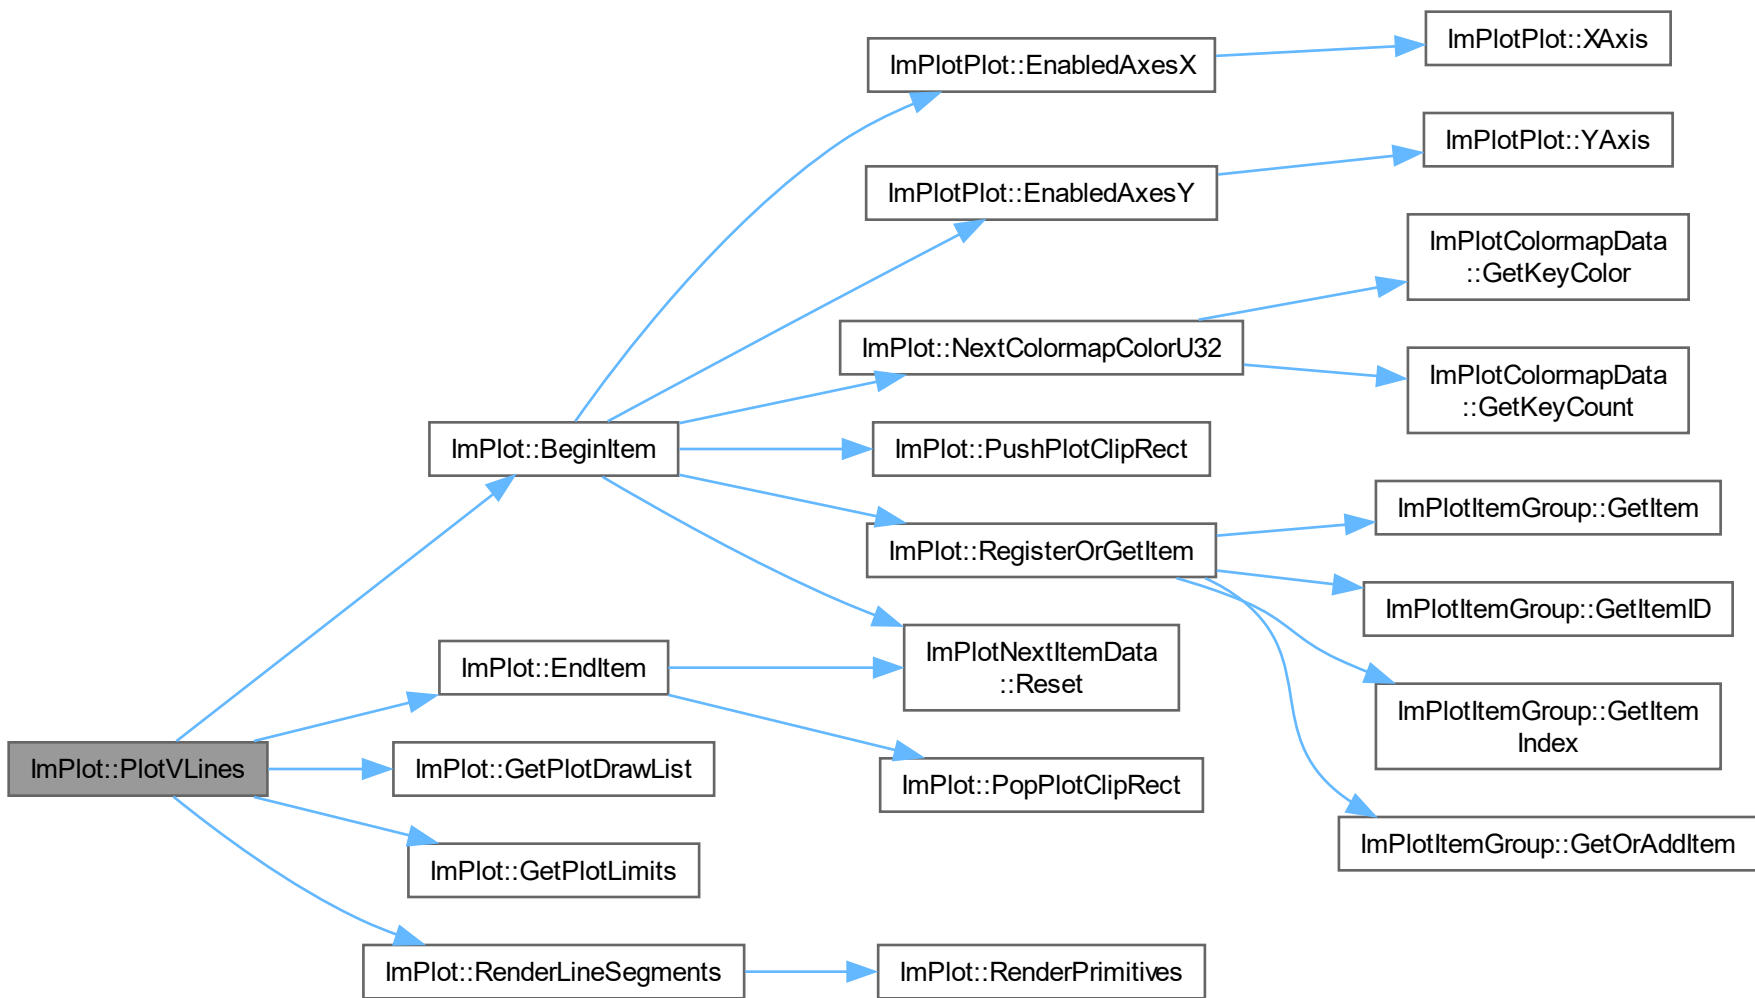 ImPlot::PlotVLines
ImPlot::BeginItem
ImPlot::EndItem
ImPlot::GetPlotDrawList
ImPlot::GetPlotLimits
ImPlot::RenderLineSegments
ImPlotPlot::EnabledAxesX
ImPlotPlot::EnabledAxesY
ImPlot::NextColormapColorU32
ImPlot::PushPlotClipRect
ImPlot::RegisterOrGetItem
ImPlotNextItemData
::Reset
ImPlot::PopPlotClipRect
ImPlot::RenderPrimitives
ImPlotPlot::XAxis
ImPlotPlot::YAxis
ImPlotColormapData
::GetKeyColor
ImPlotColormapData
::GetKeyCount
ImPlotItemGroup::GetItem
ImPlotItemGroup::GetItemID
ImPlotItemGroup::GetItem
Index
ImPlotItemGroup::GetOrAddItem